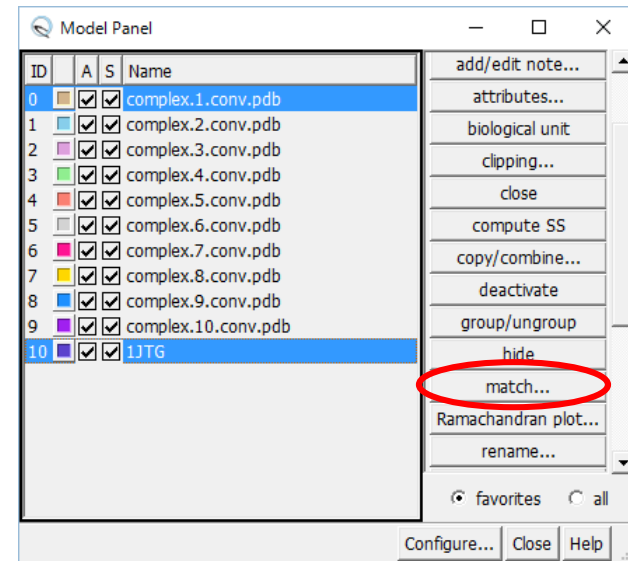 Model Panel
ID A S Name
0 complex.1.conv.pdb
1 complex.2.conv.pdb
2 complex.3.conv.pdb
3 complex.4.conv.pdb
4 complex.5.conv.pdb
5 complex.6.conv.pdb
6 complex.7.conv.pdb
7 complex.8.conv.pdb
8 complex.9.conv.pdb
9 complex.10.conv.pdb
10 1JTG
add/edit note...
attributes...
biological unit
clipping...
close
compute SS
copy/combine...
deactivate
group/ungroup
hide
match...
Ramachandran plot...
rename...
favorites all
Configure... Close Help